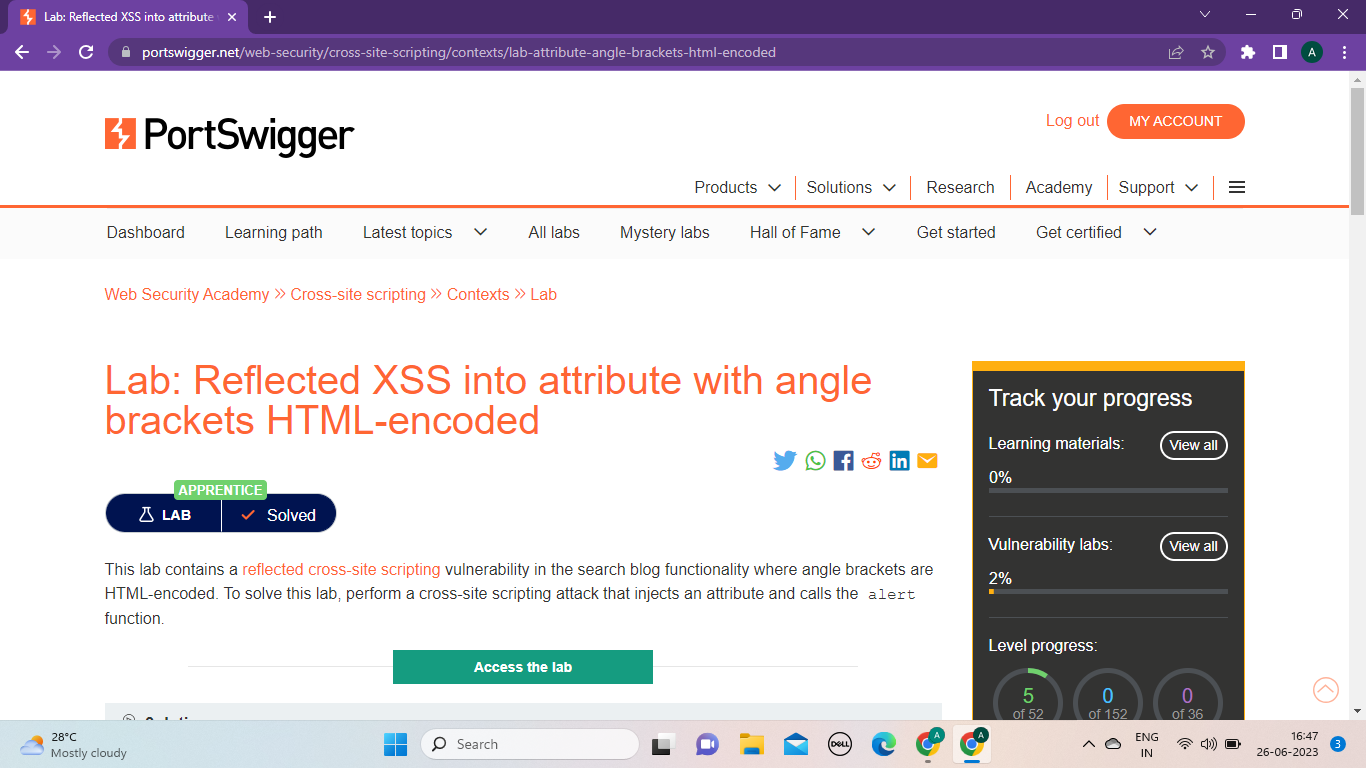 Lab: Reflected XSS into attribute
portswigger.net/web-security/cross-site-scripting/contexts/lab-attribute-angle-brackets-html-encoded
A
PortSwigger
Log out
MY ACCOUNT
Products
Solutions
Research
Academy
Support
Dashboard
Learning path
Latest topics
All labs
Mystery labs
Hall of Fame
Get started
Get certified
Web Security Academy » Cross-site scripting » Contexts » Lab
Lab: Reflected XSS into attribute with angle
brackets HTML-encoded
APPRENTICE
LAB
Solved
This lab contains a reflected cross-site scripting vulnerability in the search blog functionality where angle brackets are
HTML-encoded. To solve this lab, perform a cross-site scripting attack that injects an attribute and calls the alert
function.
Access the lab
Track your progress
Learning materials:
View all
0%
Vulnerability labs:
View all
2%
Level progress:
5
of 52
0
of 152
0
of 36
28°C
Mostly cloudy
Search
DELL
A
A
ENG
IN
16:47
26-06-2023
3